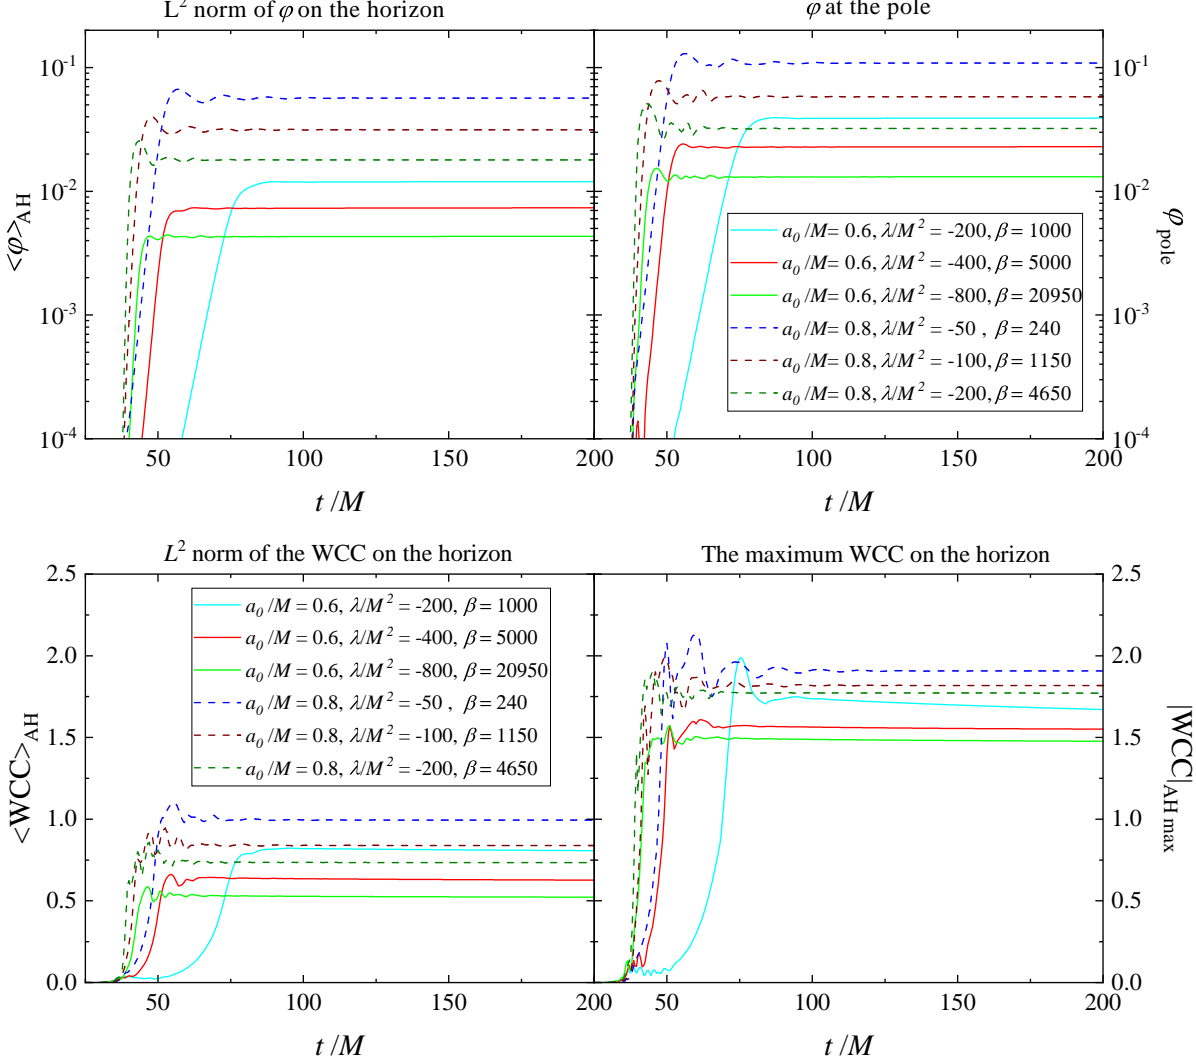 L² norm of φ on the horizon
φ at the pole
10⁻¹
10⁻²
10⁻³
10⁻⁴
<φ>AH
50 100 150 200
t /M
10⁻¹
10⁻²
10⁻³
10⁻⁴
φpole
50 100 150 200
t /M
a₀ /M= 0.6, λ/M² = -200, β = 1000
a₀ /M= 0.6, λ/M² = -400, β = 5000
a₀ /M= 0.6, λ/M² = -800, β = 20950
a₀ /M= 0.8, λ/M² = -50 , β = 240
a₀ /M= 0.8, λ/M² = -100, β = 1150
a₀ /M= 0.8, λ/M² = -200, β = 4650
L² norm of the WCC on the horizon
The maximum WCC on the horizon
2.5
2.0
1.5
1.0
0.5
0.0
<WCC>AH
a₀ /M = 0.6, λ/M² = -200, β = 1000
a₀ /M = 0.6, λ/M² = -400, β = 5000
a₀ /M = 0.6, λ/M² = -800, β = 20950
a₀ /M = 0.8, λ/M² = -50 , β = 240
a₀ /M = 0.8, λ/M² = -100, β = 1150
a₀ /M = 0.8, λ/M² = -200, β = 4650
50 100 150 200
t /M
2.5
2.0
1.5
1.0
0.5
0.0
|WCC|AH max
50 100 150 200
t /M